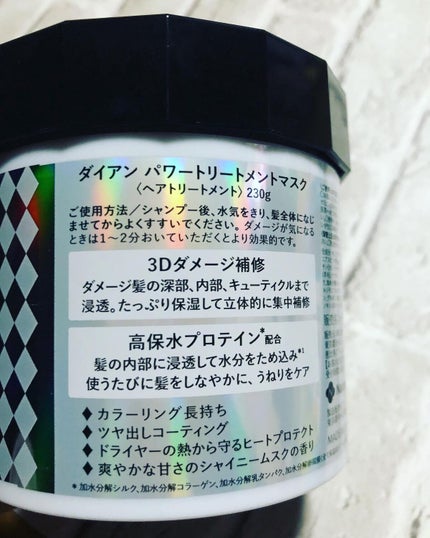 ダイアン パワートリートメントマスク
〈ヘアトリートメント〉230g
ご使用方法／シャンプー後、水気をきり、髪全体になじ
ませてからよくすすいでください。ダメージが気になる
ときは1〜2分おいていただくとより効果的です。
3Dダメージ補修
ダメージ髪の深部、内部、キューティクルまで
浸透。たっぷり保湿して立体的に集中補修
高保水プロテイン*配合
髪の内部に浸透して水分をため込み*¹
使うたびに髪をしなやかに、うねりをケア
♦ カラーリング長持ち
♦ ツヤ出しコーティング
♦ ドライヤーの熱から守るヒートプロテクト
♦ 爽やかな甘さのシャイニームスクの香り
*加水分解シルク、加水分解コラーゲン、加水分解乳タンパク、加水分解